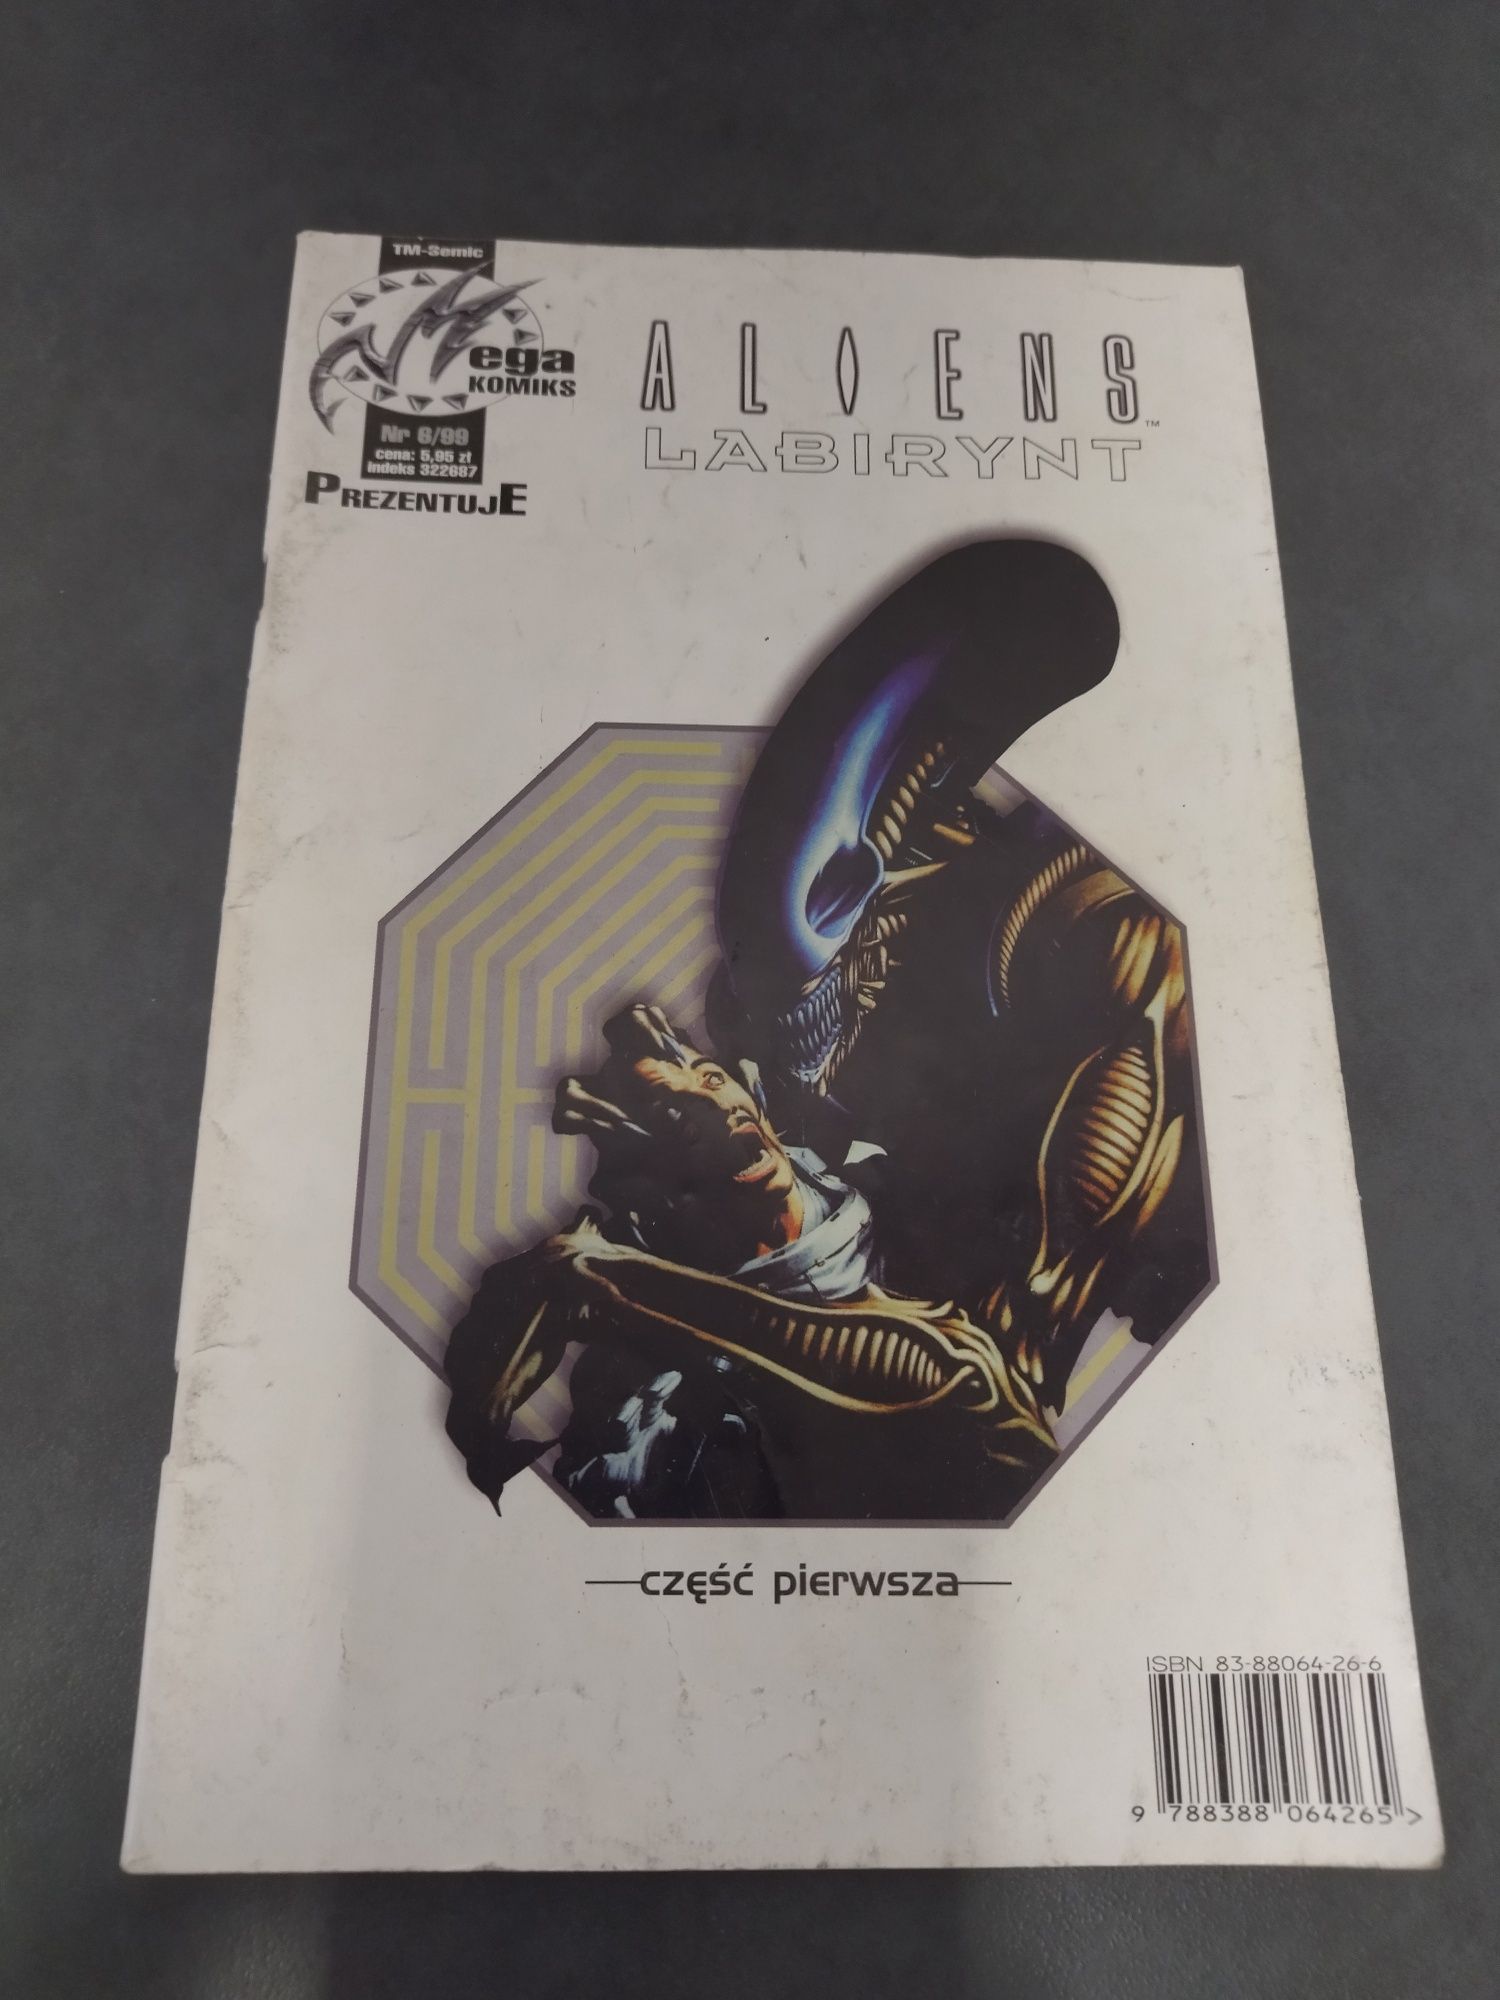 TM-Semic
Mega
KOMIKS
Nr 6/99
cena: 5,95 zł
indeks 322687
PREZENTUJE
ALIENS™
LABIRYNT
część pierwsza
ISBN 83-88064-26-6
9 788388 064265 >